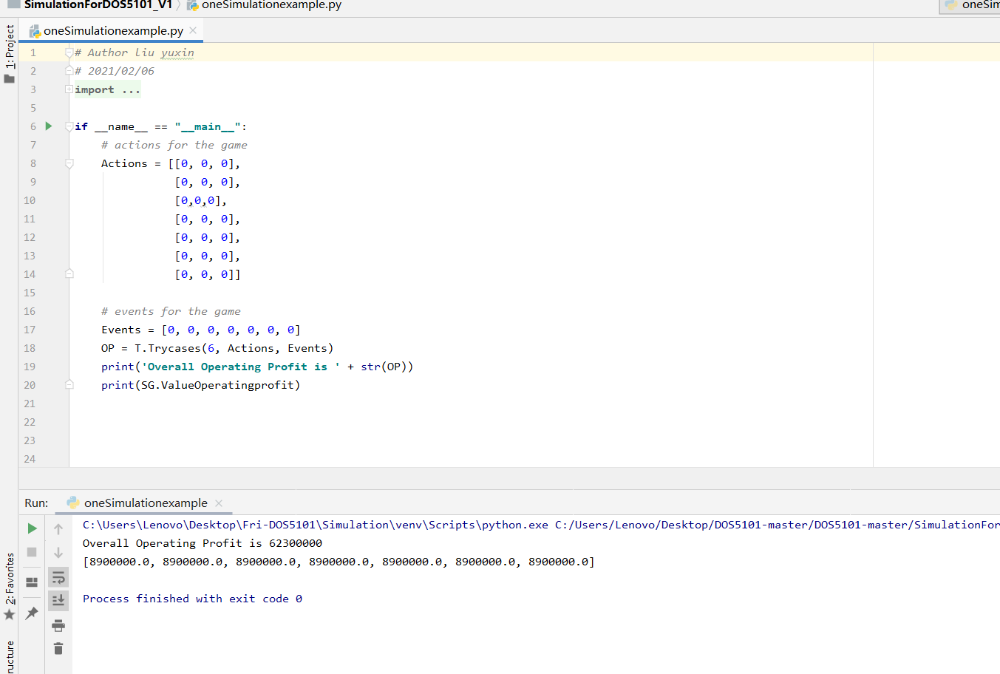 SimulationForDOS5101_V1 oneSimulationexample.py
oneSim
1: Project
oneSimulationexample.py
1 # Author liu yuxin
2 # 2021/02/06
3 import ...
5
6 if __name__ == "__main__":
7 # actions for the game
8 Actions = [[0, 0, 0],
9 [0, 0, 0],
10 [0,0,0],
11 [0, 0, 0],
12 [0, 0, 0],
13 [0, 0, 0],
14 [0, 0, 0]]
15
16 # events for the game
17 Events = [0, 0, 0, 0, 0, 0, 0]
18 OP = T.Trycases(6, Actions, Events)
19 print('Overall Operating Profit is ' + str(OP))
20 print(SG.ValueOperatingprofit)
21
22
23
24
Run: oneSimulationexample
C:\Users\Lenovo\Desktop\Fri-DOS5101\Simulation\venv\Scripts\python.exe C:/Users/Lenovo/Desktop/DOS5101-master/DOS5101-master/SimulationFor
Overall Operating Profit is 62300000
[8900000.0, 8900000.0, 8900000.0, 8900000.0, 8900000.0, 8900000.0, 8900000.0]
Process finished with exit code 0
2: Favorites
ructure